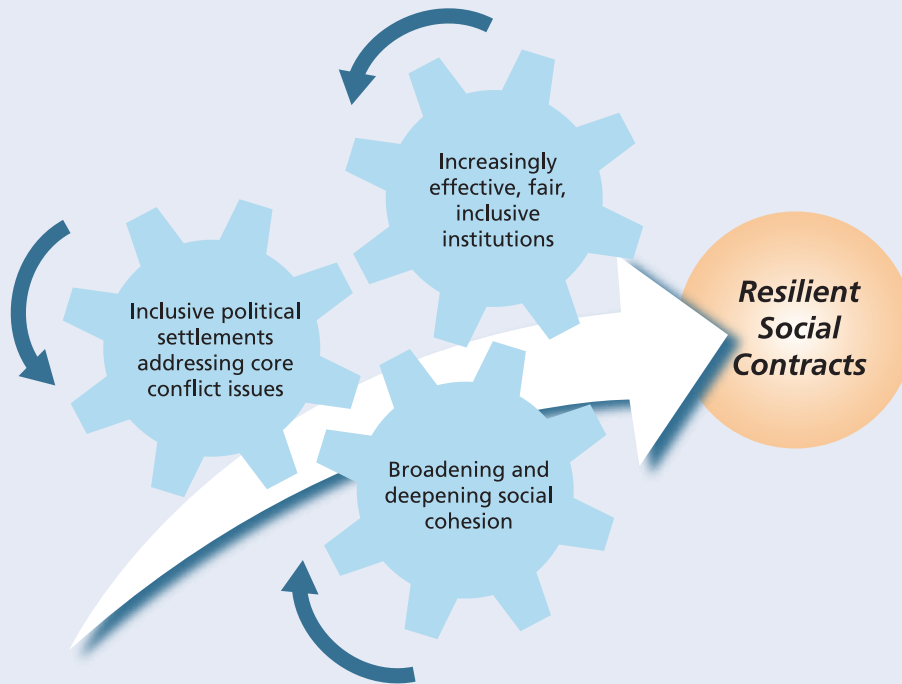 Increasingly
effective, fair,
inclusive
institutions
Inclusive political
settlements
addressing core
conflict issues
Broadening and
deepening social
cohesion
Resilient
Social
Contracts